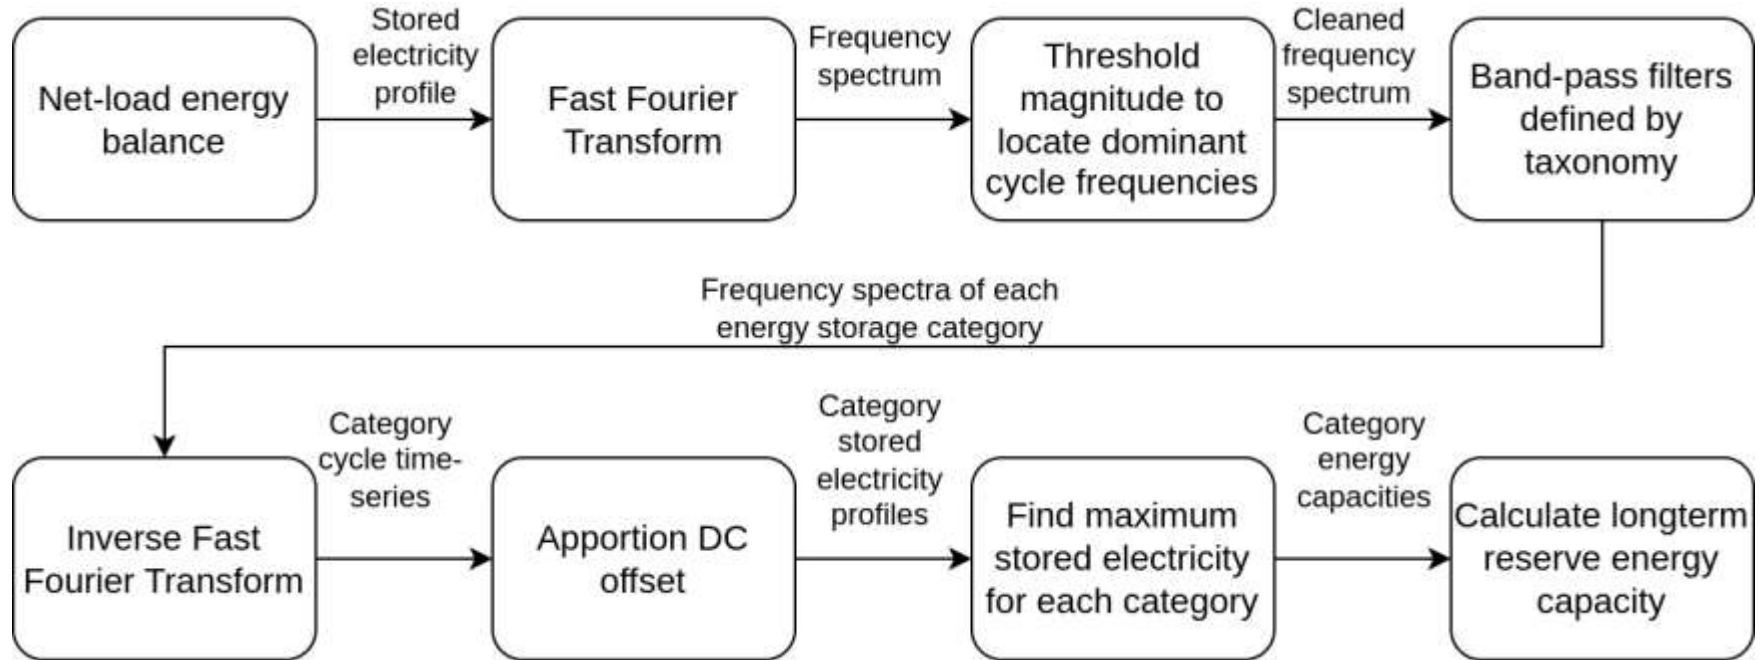 Net-load energy
balance
Stored
electricity
profile
Fast Fourier
Transform
Frequency
spectrum
Threshold
magnitude to
locate dominant
cycle frequencies
Cleaned
frequency
spectrum
Band-pass filters
defined by
taxonomy
Frequency spectra of each
energy storage category
Inverse Fast
Fourier Transform
Category
cycle time-
series
Apportion DC
offset
Category
stored
electricity
profiles
Find maximum
stored electricity
for each category
Category
energy
capacities
Calculate longterm
reserve energy
capacity